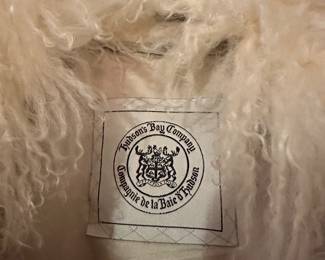 Hudson's Bay Company
Compagnie de la Baie d'Hudson